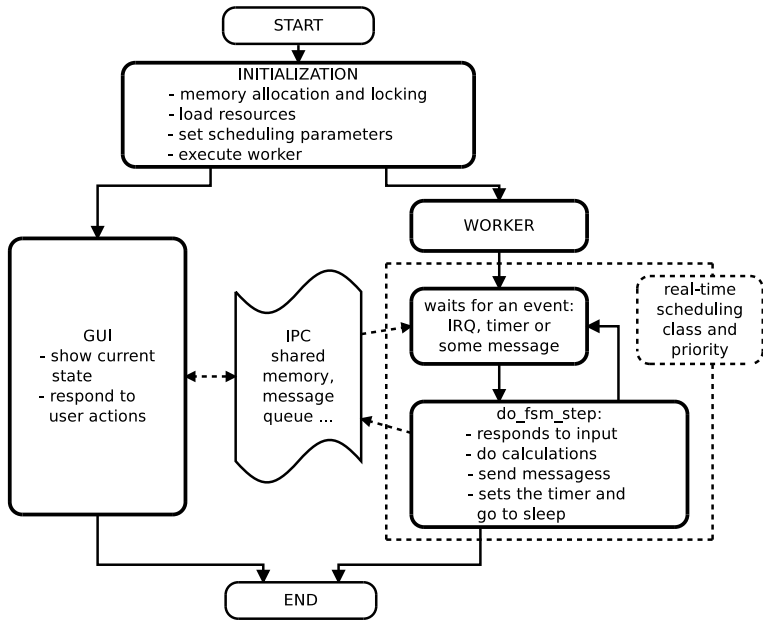 START
INITIALIZATION
- memory allocation and locking
- load resources
- set scheduling parameters
- execute worker
WORKER
GUI
- show current
state
- respond to
user actions
IPC
shared
memory,
message
queue ...
waits for an event:
IRQ, timer or
some message
real-time
scheduling
class and
priority
do_fsm_step:
- responds to input
- do calculations
- send messagess
- sets the timer and
go to sleep
END